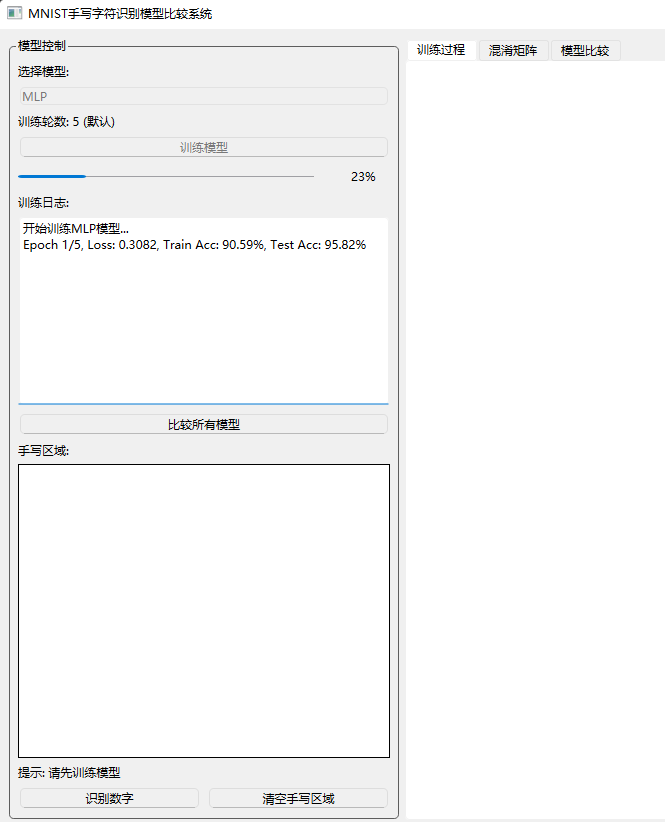 MNIST手写字符识别模型比较系统
模型控制
选择模型:
MLP
训练轮数: 5 (默认)
训练模型
23%
训练日志:
开始训练MLP模型...
Epoch 1/5, Loss: 0.3082, Train Acc: 90.59%, Test Acc: 95.82%
比较所有模型
手写区域:
提示: 请先训练模型
识别数字 清空手写区域
训练过程 混淆矩阵 模型比较